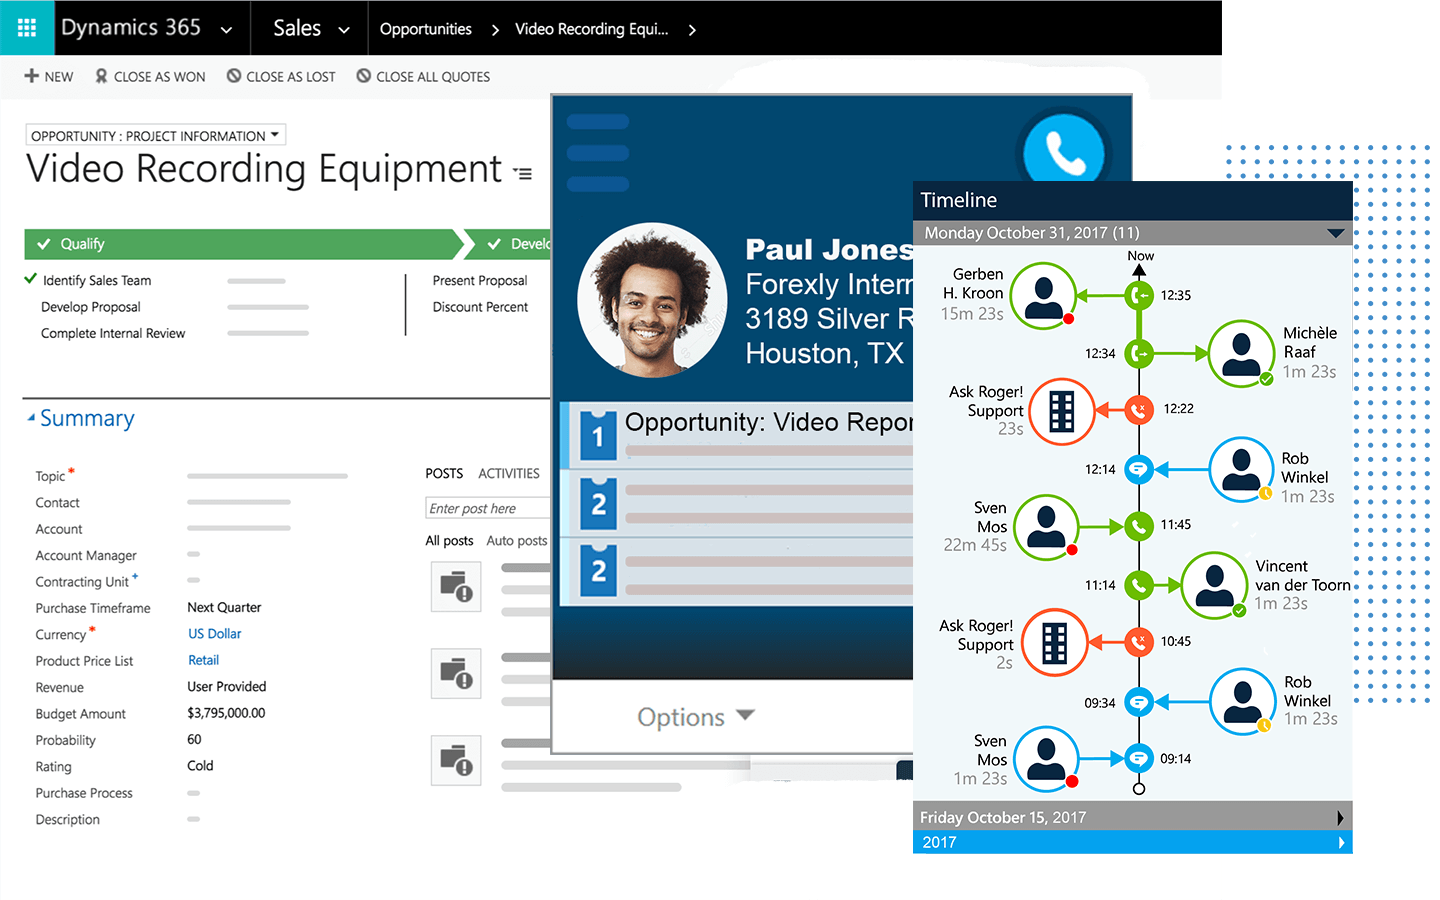 Dynamics 365
Sales
Opportunities
Video Recording Equi...
NEW
CLOSE AS WON
CLOSE AS LOST
CLOSE ALL QUOTES
OPPORTUNITY : PROJECT INFORMATION
Video Recording Equipment
Qualify
Develo
Identify Sales Team
Develop Proposal
Complete Internal Review
Present Proposal
Discount Percent
Summary
Topic*
Contact
Account
Account Manager
Contracting Unit+
Purchase Timeframe
Next Quarter
Currency*
US Dollar
Product Price List
Retail
Revenue
User Provided
Budget Amount
$3,795,000.00
Probability
60
Rating
Cold
Purchase Process
Description
POSTS
ACTIVITIES
Enter post here
All posts
Auto posts
Paul Jones
Forexly Intern
3189 Silver R
Houston, TX
1
Opportunity: Video Repor
2
2
Options
Timeline
Monday October 31, 2017 (11)
Now
Gerben
H. Kroon
15m 23s
12:35
12:34
Michèle
Raaf
1m 23s
Ask Roger!
Support
23s
12:22
12:14
Rob
Winkel
1m 23s
Sven
Mos
22m 45s
11:45
11:14
Vincent
van der Toorn
1m 23s
Ask Roger!
Support
2s
10:45
09:34
Rob
Winkel
1m 23s
Sven
Mos
1m 23s
09:14
Friday October 15, 2017
2017